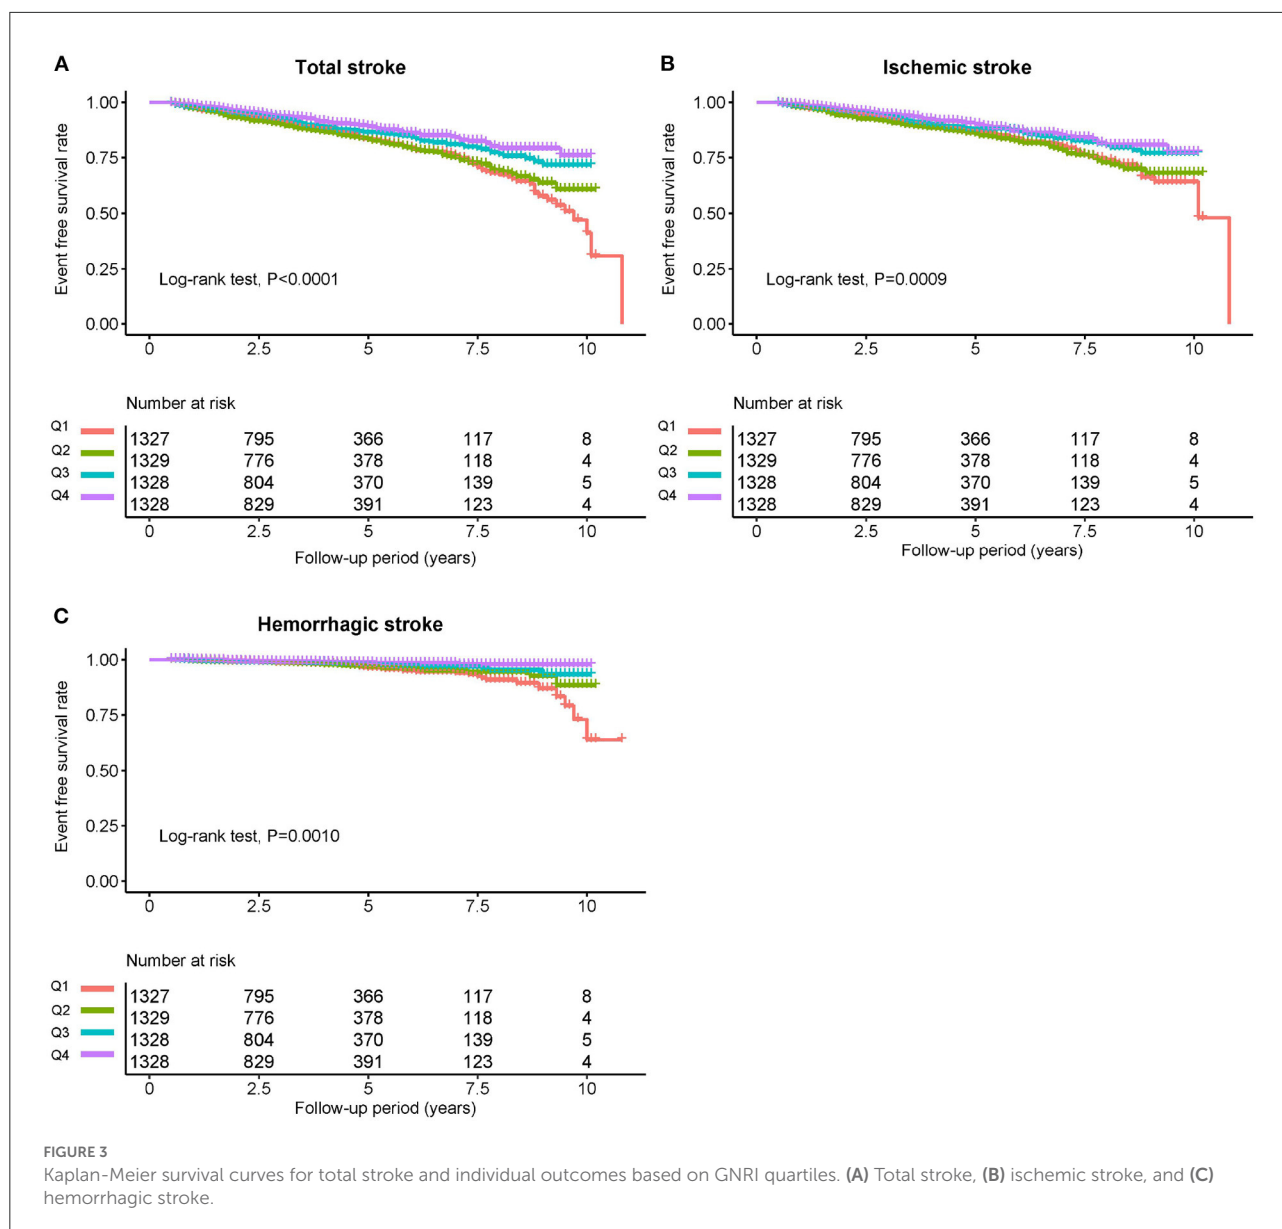 A
Total stroke
Event free survival rate
1.00
0.75
0.50
0.25
0.00
Log-rank test, P<0.0001
0 2.5 5 7.5 10
Number at risk
Q1 1327 795 366 117 8
Q2 1329 776 378 118 4
Q3 1328 804 370 139 5
Q4 1328 829 391 123 4
0 2.5 5 7.5 10
Follow-up period (years)
B
Ischemic stroke
Event free survival rate
1.00
0.75
0.50
0.25
0.00
Log-rank test, P=0.0009
0 2.5 5 7.5 10
Number at risk
Q1 1327 795 366 117 8
Q2 1329 776 378 118 4
Q3 1328 804 370 139 5
Q4 1328 829 391 123 4
0 2.5 5 7.5 10
Follow-up period (years)
C
Hemorrhagic stroke
Event free survival rate
1.00
0.75
0.50
0.25
0.00
Log-rank test, P=0.0010
0 2.5 5 7.5 10
Number at risk
Q1 1327 795 366 117 8
Q2 1329 776 378 118 4
Q3 1328 804 370 139 5
Q4 1328 829 391 123 4
0 2.5 5 7.5 10
Follow-up period (years)
FIGURE 3
Kaplan-Meier survival curves for total stroke and individual outcomes based on GNRI quartiles. (A) Total stroke, (B) ischemic stroke, and (C)
hemorrhagic stroke.